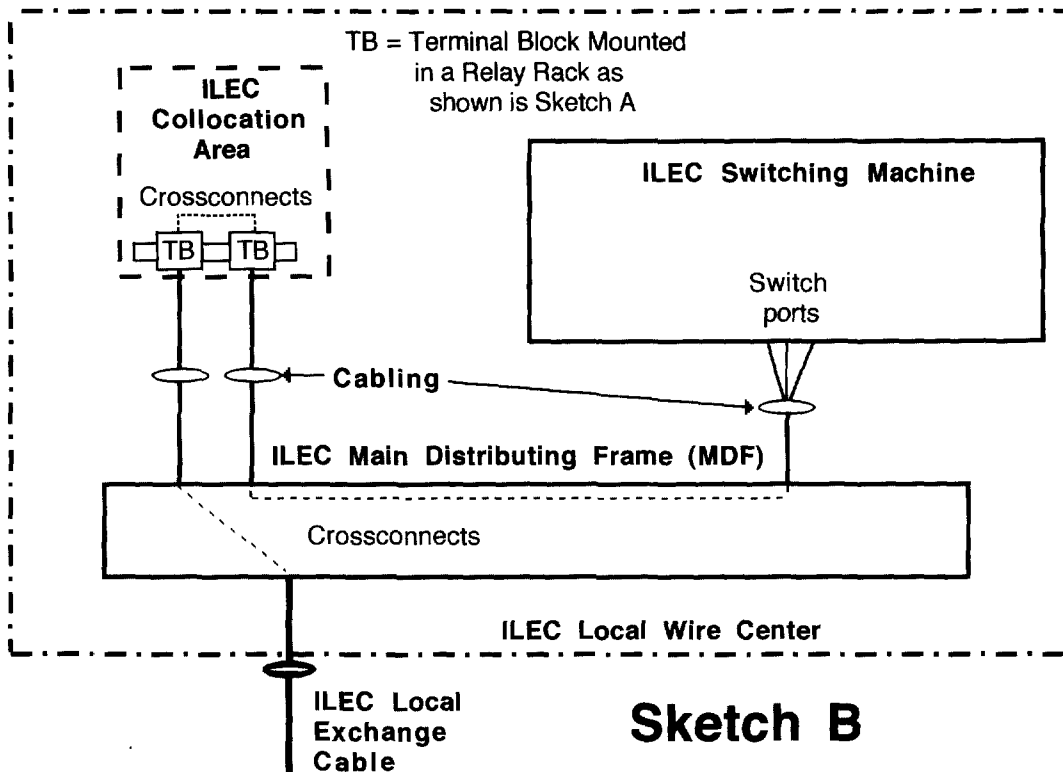 TB = Terminal Block Mounted
in a Relay Rack as
shown is Sketch A
ILEC
Collocation
Area
Crossconnects
TB
TB
ILEC Switching Machine
Switch
ports
Cabling
ILEC Main Distributing Frame (MDF)
Crossconnects
ILEC Local Wire Center
ILEC Local
Exchange
Cable
Sketch B